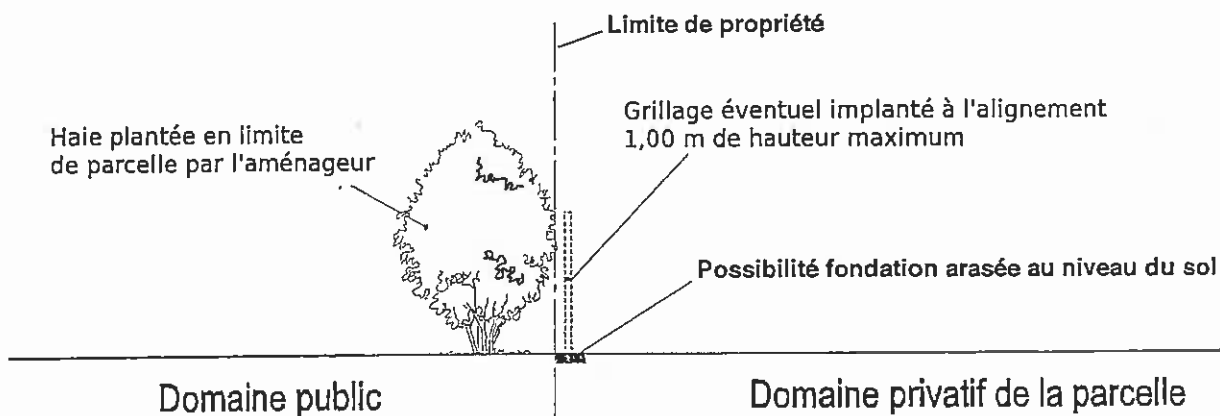 Limite de propriété
Grillage éventuel implanté à l'alignement
1,00 m de hauteur maximum
Haie plantée en limite
de parcelle par l'aménageur
Possibilité fondation arasée au niveau du sol
Domaine public
Domaine privatif de la parcelle